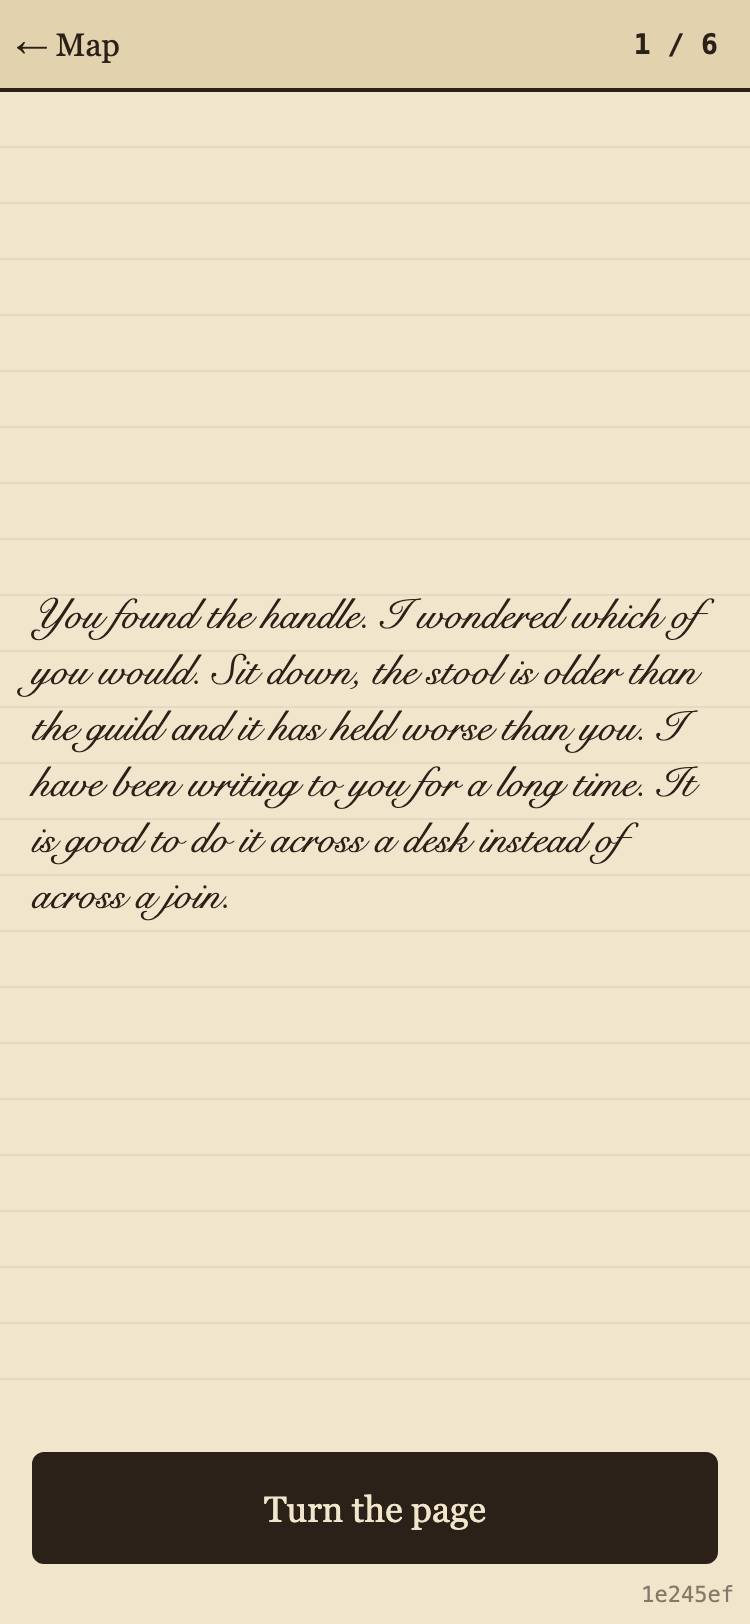 ← Map
1 / 6
You found the handle. I wondered which of
you would. Sit down, the stool is older than
the guild and it has held worse than you. I
have been writing to you for a long time. It
is good to do it across a desk instead of
across a join.
Turn the page
1e245ef